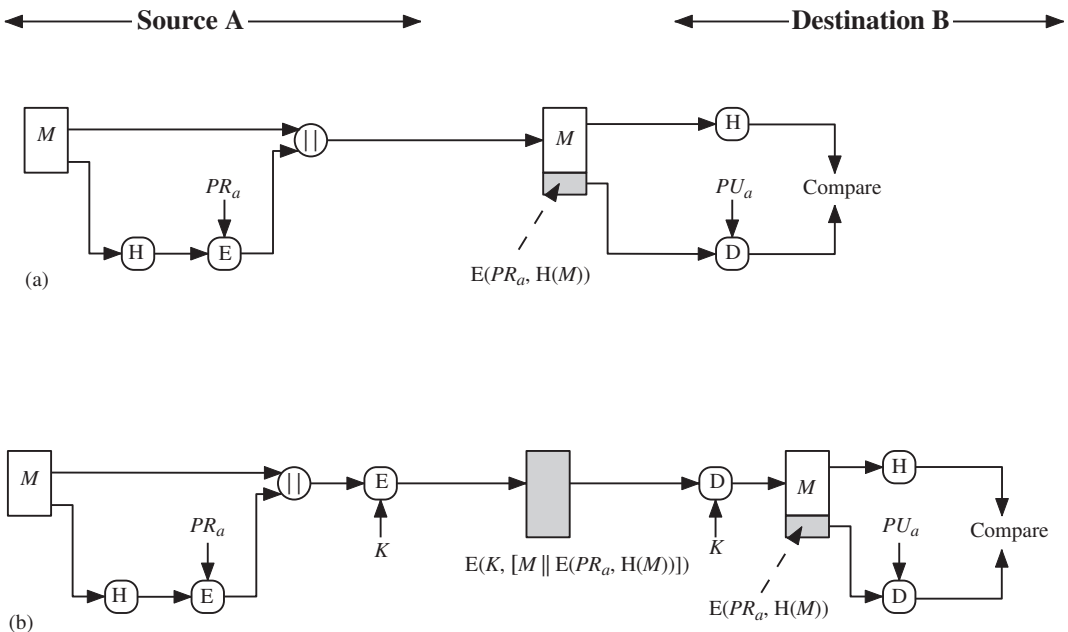 Source A Destination B
M || M H
PR_a PU_a Compare
H E D
E(PR_a, H(M))
(a)
M || E D M H
K K
PR_a PU_a Compare
E(K, [M || E(PR_a, H(M))])
H E D
E(PR_a, H(M))
(b)